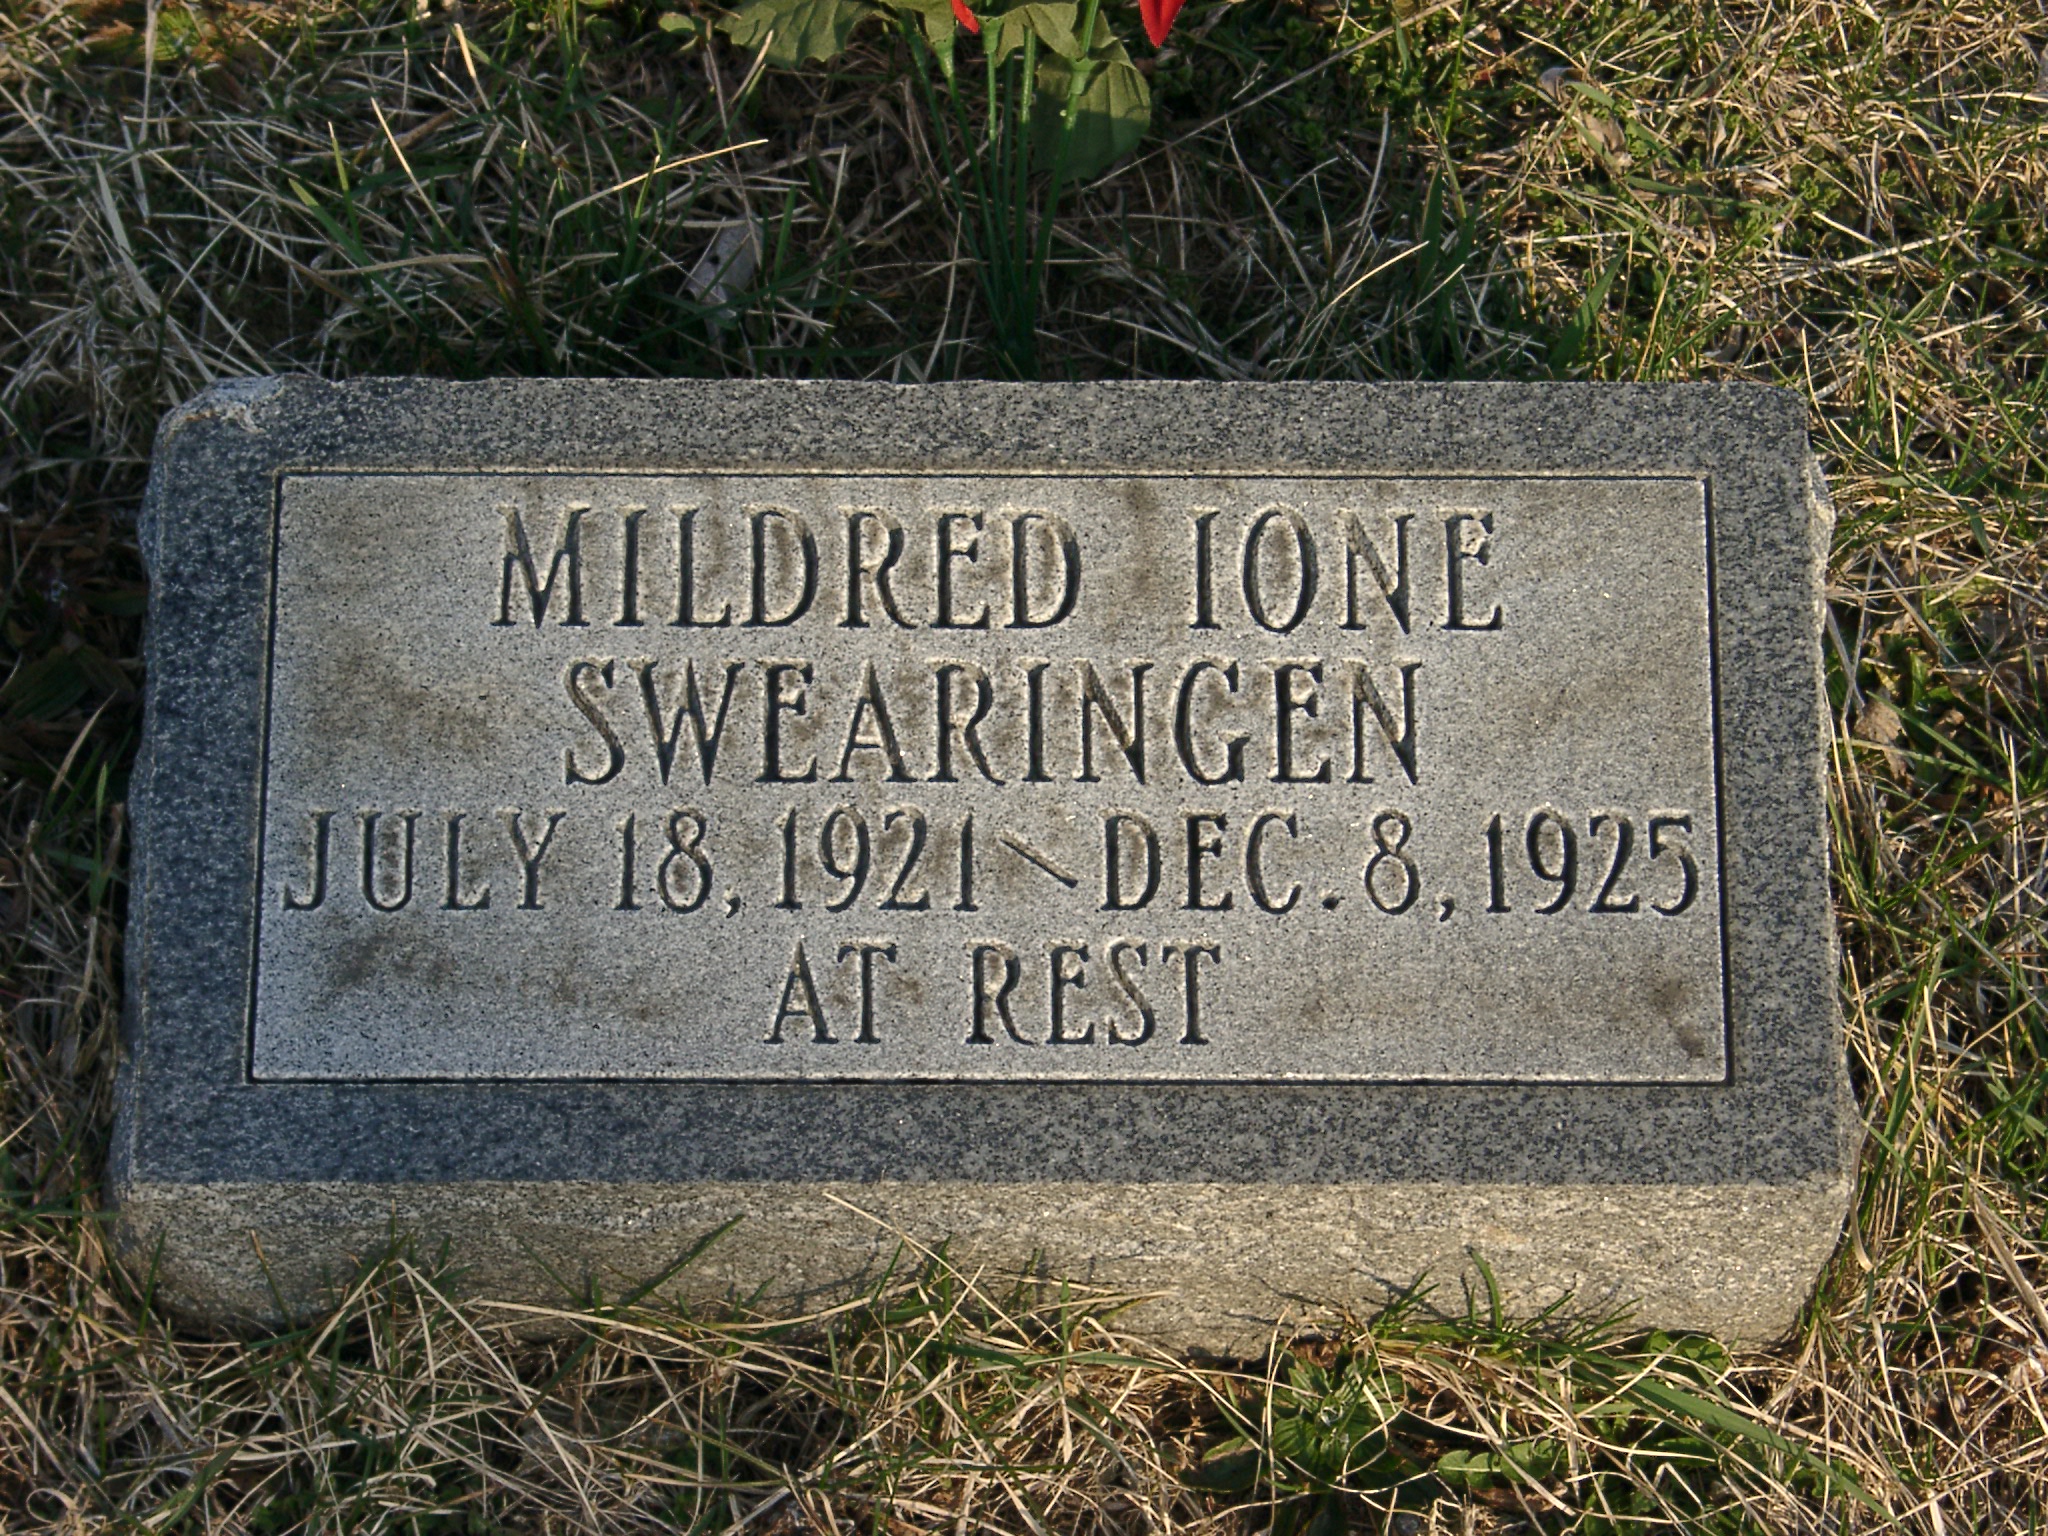 MILDRED IONE
SWEARINGEN
JULY 18, 1921 - DEC. 8, 1925
AT REST